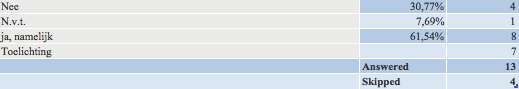 Nee 30,77% 4
N.v.t. 7,69% 1
ja, namelijk 61,54% 8
Toelichting 7
Answered 13
Skipped 4